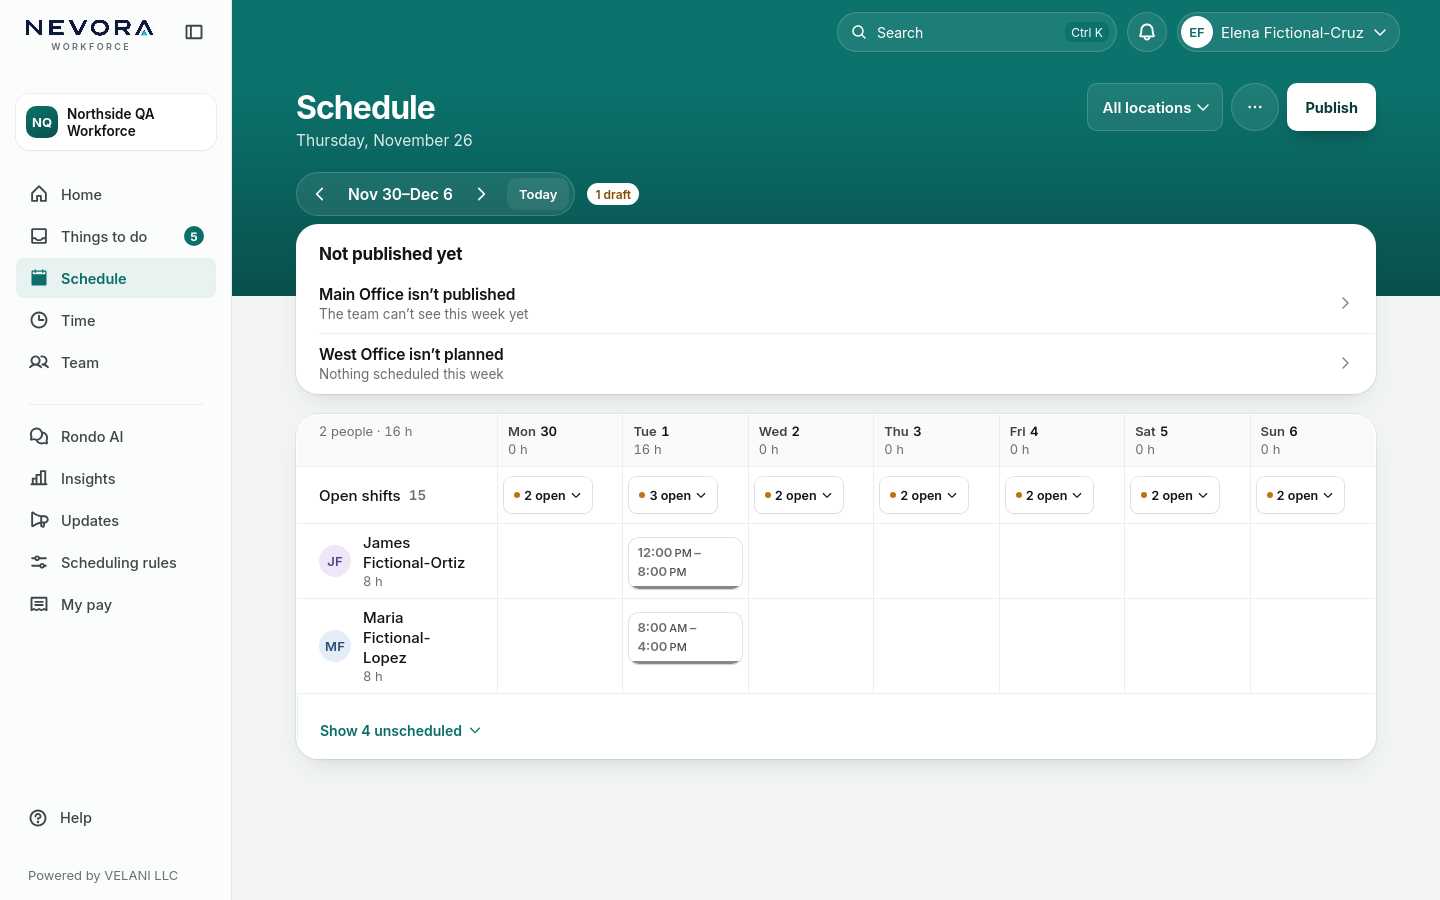 NEVORA
WORKFORCE
Search
Ctrl K
EF
Elena Fictional-Cruz
NQ
Northside QA
Workforce
Home
Things to do
5
Schedule
Time
Team
Rondo AI
Insights
Updates
Scheduling rules
My pay
Help
Powered by VELANI LLC
Schedule
Thursday, November 26
All locations
Publish
Nov 30–Dec 6
Today
1 draft
Not published yet
Main Office isn’t published
The team can’t see this week yet
West Office isn’t planned
Nothing scheduled this week
2 people · 16 h
Mon 30
0 h
Tue 1
16 h
Wed 2
0 h
Thu 3
0 h
Fri 4
0 h
Sat 5
0 h
Sun 6
0 h
Open shifts 15
2 open
3 open
2 open
2 open
2 open
2 open
2 open
JF
James
Fictional-Ortiz
8 h
12:00 PM –
8:00 PM
MF
Maria
Fictional-
Lopez
8 h
8:00 AM –
4:00 PM
Show 4 unscheduled